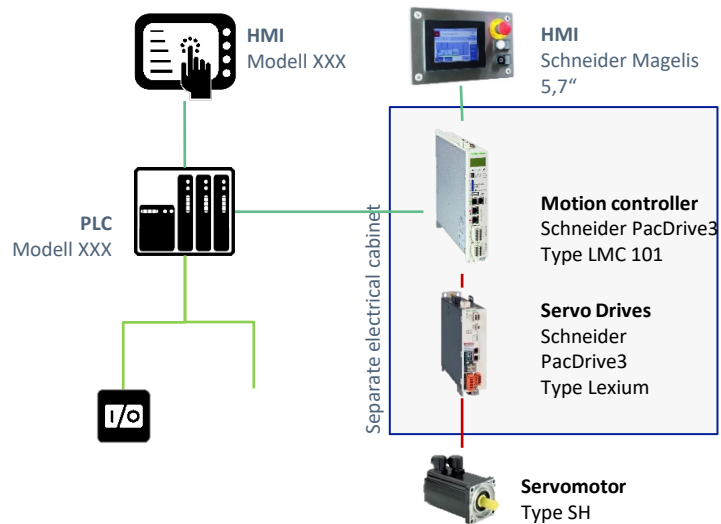 HMI
Modell XXX
HMI
Schneider Magelis
5,7“
PLC
Modell XXX
Separate electrical cabinet
Motion controller
Schneider PacDrive3
Type LMC 101
Servo Drives
Schneider
PacDrive3
Type Lexium
I/O
Servomotor
Type SH